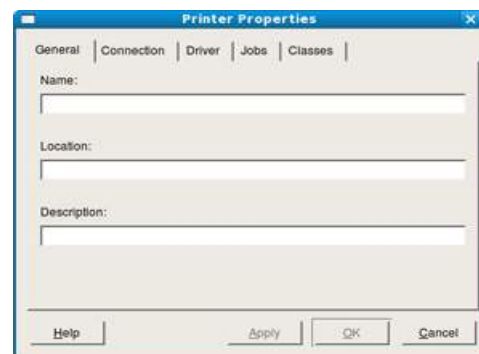 Printer Properties
General Connection Driver Jobs Classes
Name:
Location:
Description:
Help Apply OK Cancel